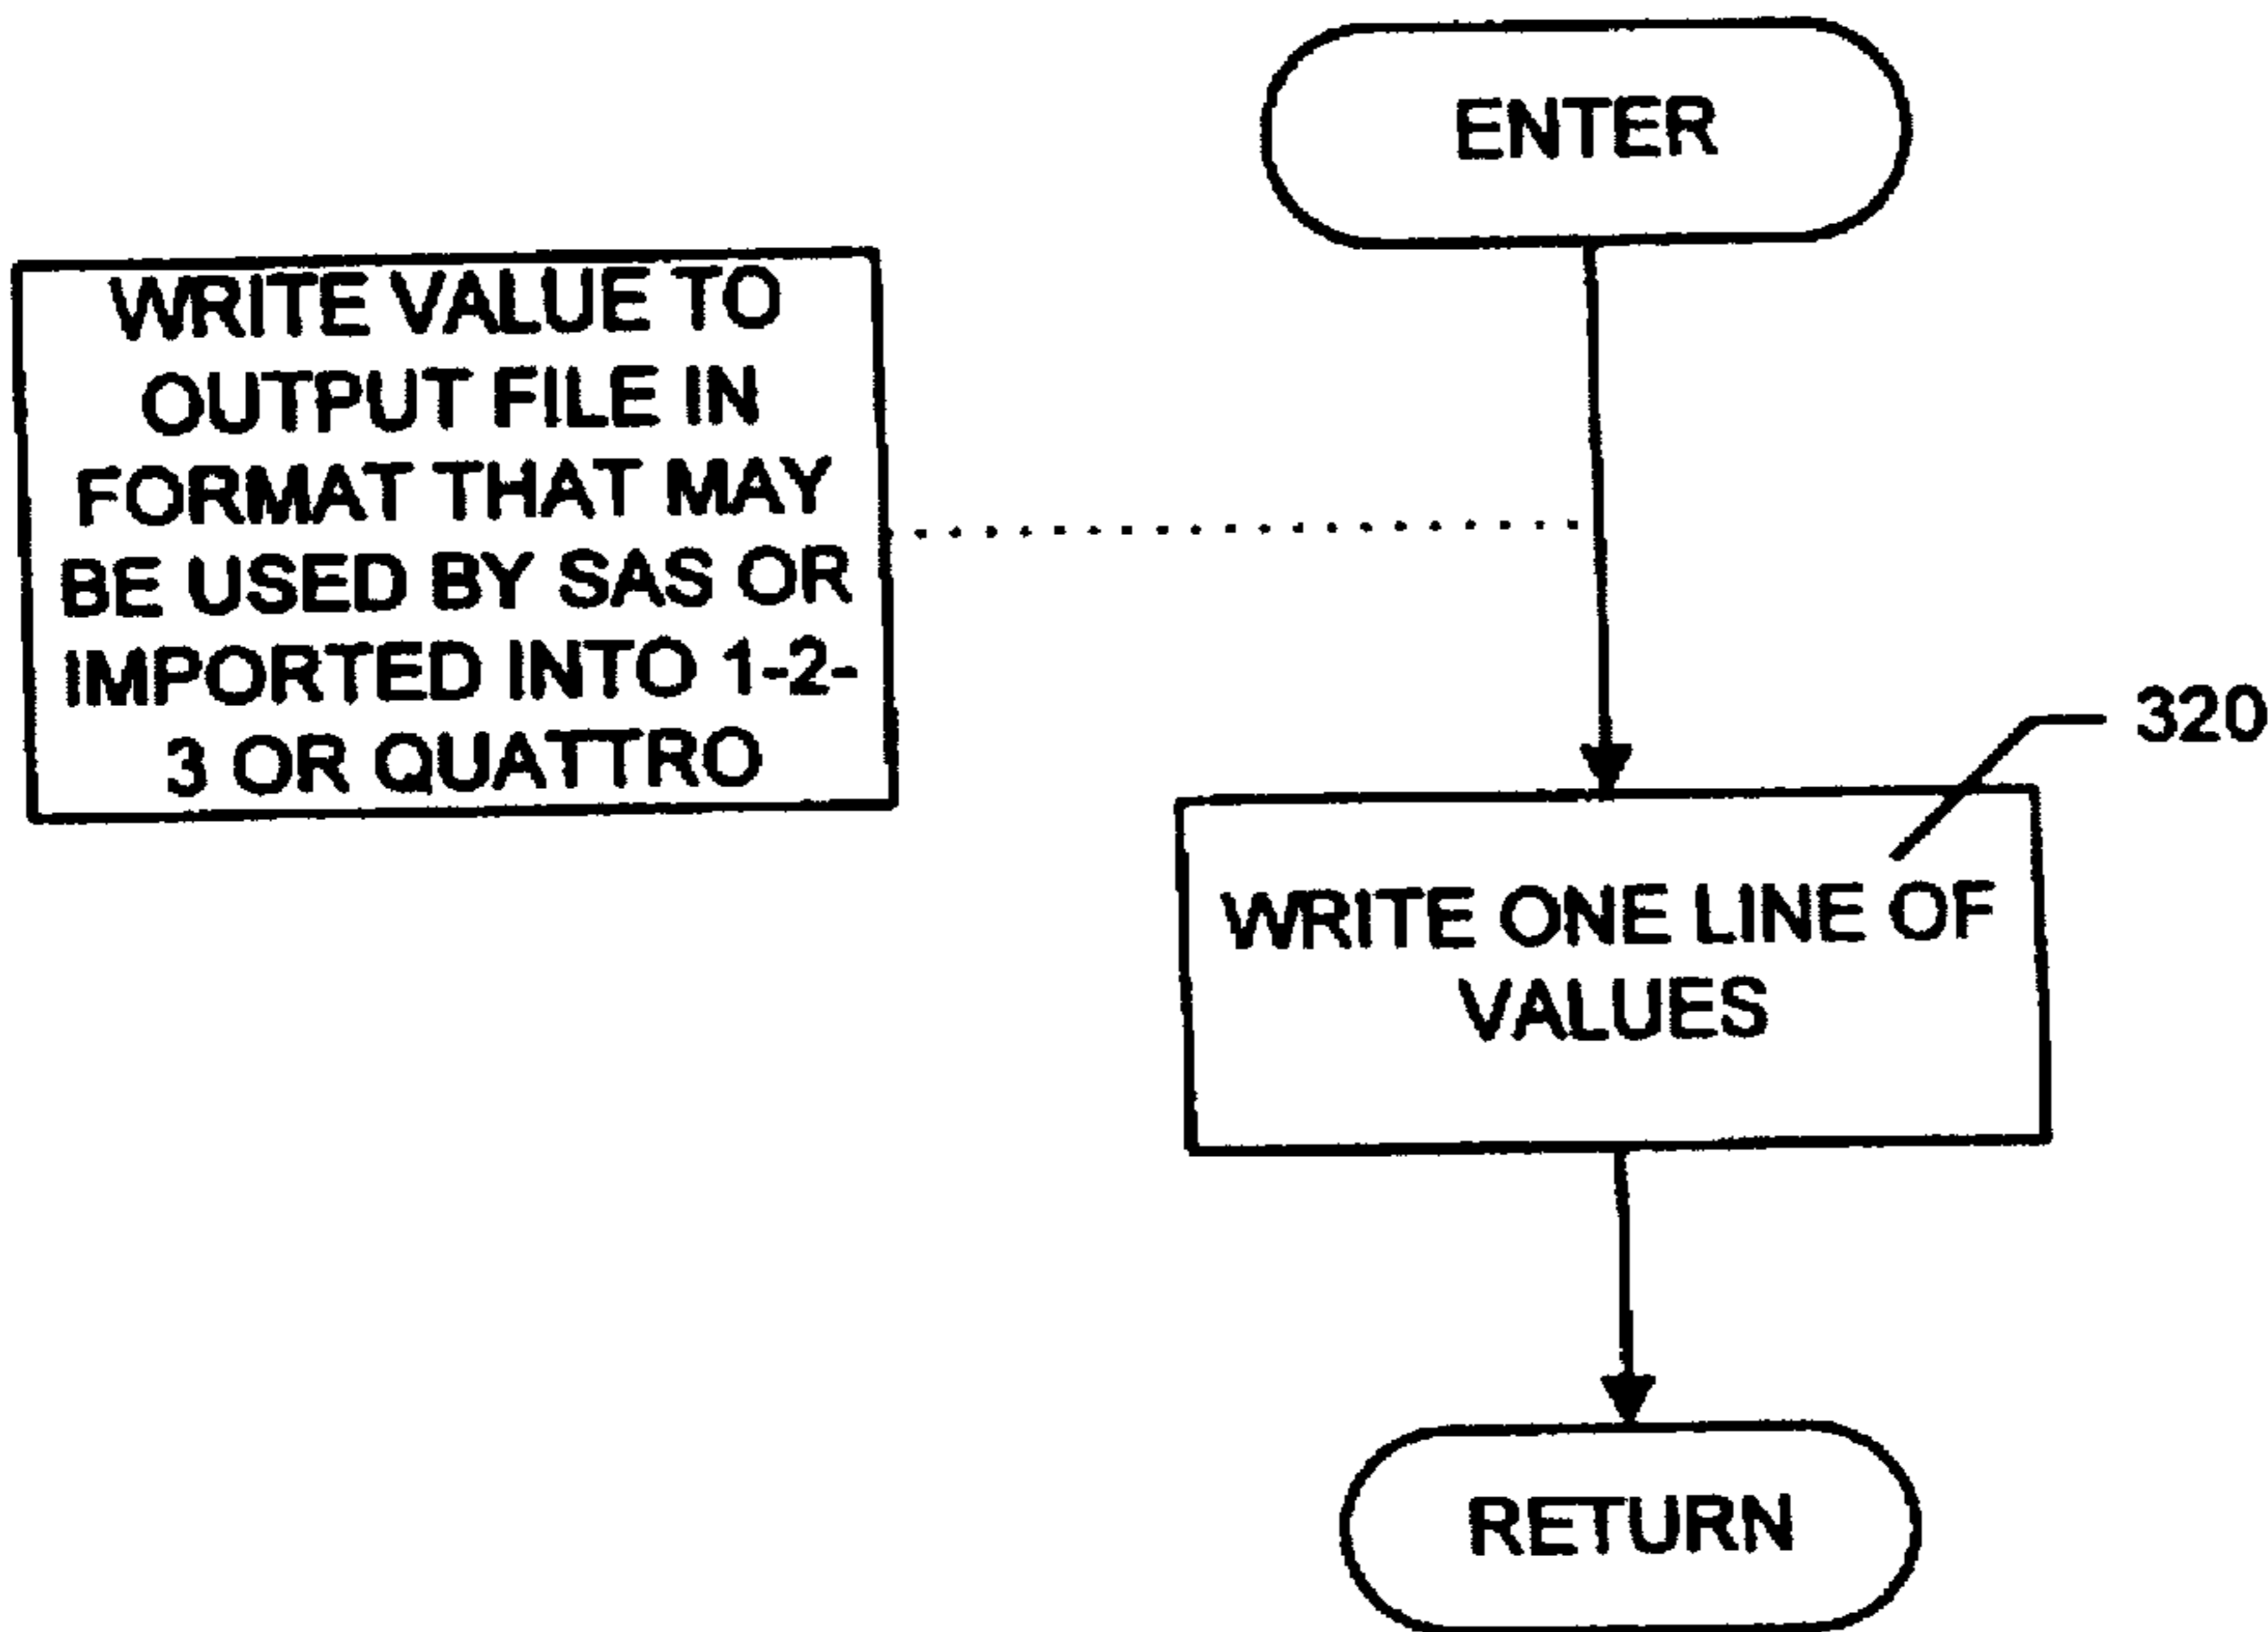 ENTER
WRITE VALUE TO
OUTPUT FILE IN
FORMAT THAT MAY
BE USED BY SAS OR
IMPORTED INTO 1-2-
3 OR QUATTRO
320
WRITE ONE LINE OF
VALUES
RETURN